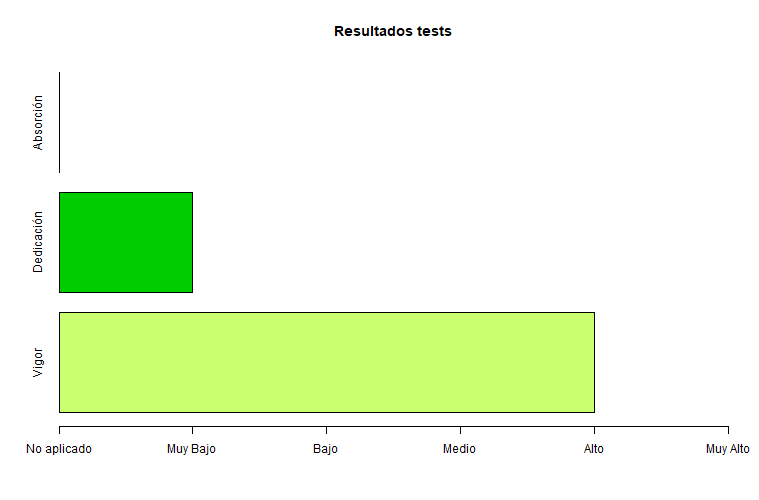 Resultados tests
Absorción
Dedicación
Vigor
No aplicado
Muy Bajo
Bajo
Medio
Alto
Muy Alto